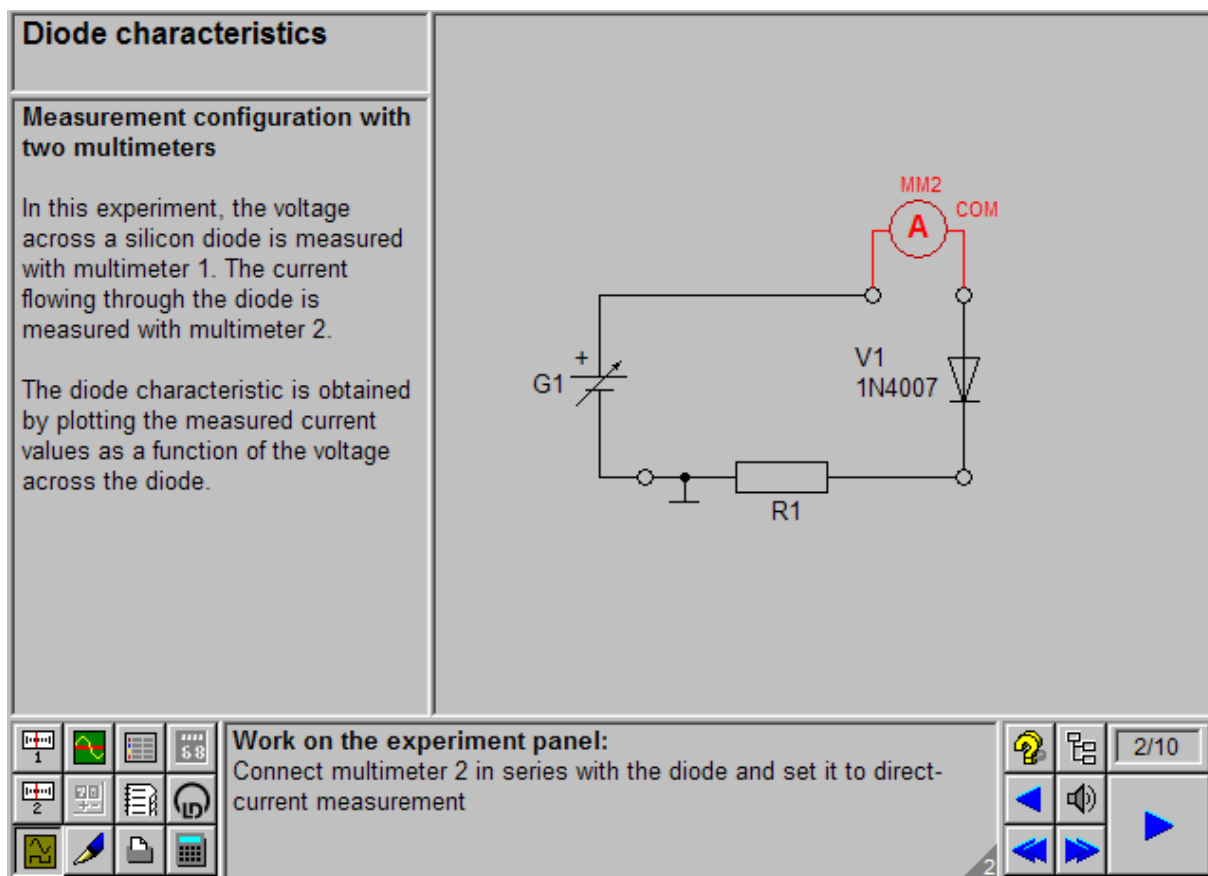 Diode characteristics
Measurement configuration with
two multimeters
In this experiment, the voltage
across a silicon diode is measured
with multimeter 1. The current
flowing through the diode is
measured with multimeter 2.
The diode characteristic is obtained
by plotting the measured current
values as a function of the voltage
across the diode.
MM2
COM
A
+
G1
V1
1N4007
R1
1
68
2
Work on the experiment panel:
Connect multimeter 2 in series with the diode and set it to direct-
current measurement
2
2/10